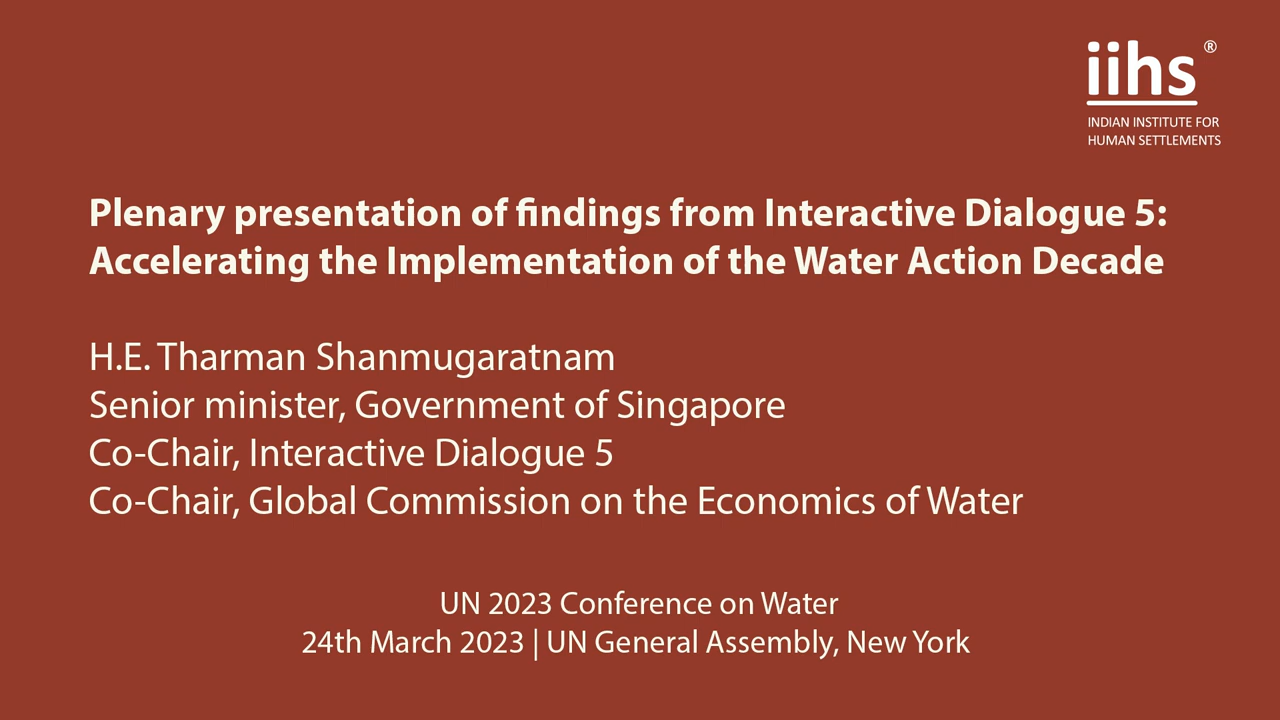 iihs®
INDIAN INSTITUTE FOR
HUMAN SETTLEMENTS
Plenary presentation of findings from Interactive Dialogue 5:
Accelerating the Implementation of the Water Action Decade
H.E. Tharman Shanmugaratnam
Senior minister, Government of Singapore
Co-Chair, Interactive Dialogue 5
Co-Chair, Global Commission on the Economics of Water
UN 2023 Conference on Water
24th March 2023 | UN General Assembly, New York